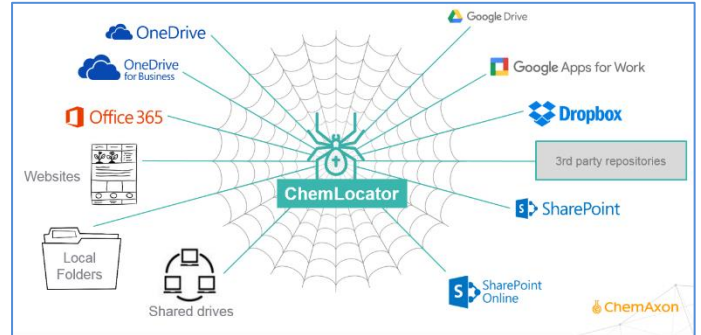 OneDrive
OneDrive
for Business
Office 365
Websites
Local
Folders
Shared drives
ChemLocator
Google Drive
Google Apps for Work
Dropbox
3rd party repositories
S SharePoint
S SharePoint
Online
ChemAxon